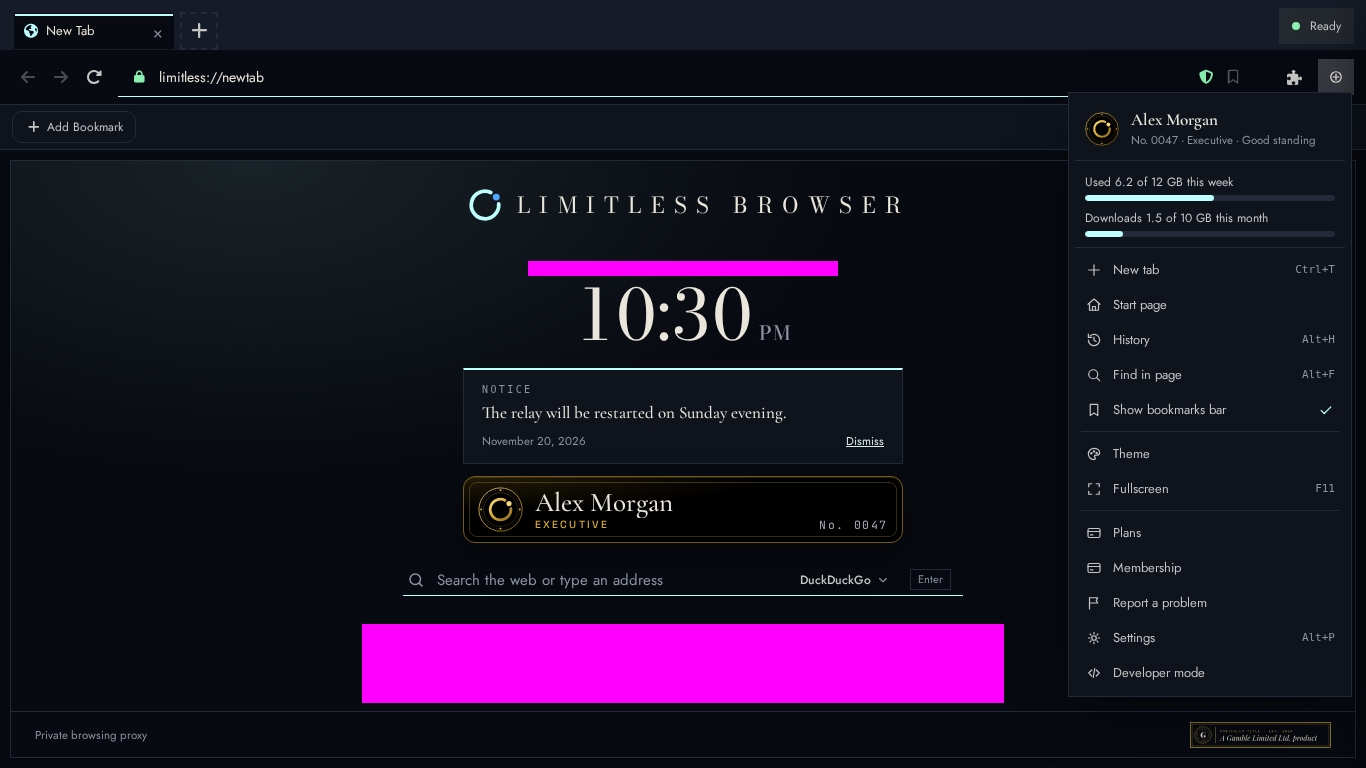 New Tab
Ready
limitless://newtab
Add Bookmark
LIMITLESS BROWSER
10:30 PM
NOTICE
The relay will be restarted on Sunday evening.
November 20, 2026
Dismiss
Alex Morgan
EXECUTIVE
No. 0047
Search the web or type an address
DuckDuckGo
Enter
Alex Morgan
No. 0047 · Executive · Good standing
Used 6.2 of 12 GB this week
Downloads 1.5 of 10 GB this month
New tab Ctrl+T
Start page
History Alt+H
Find in page Alt+F
Show bookmarks bar
Theme
Fullscreen F11
Plans
Membership
Report a problem
Settings Alt+P
Developer mode
Private browsing proxy
G
A Gamble Limited Ltd. product